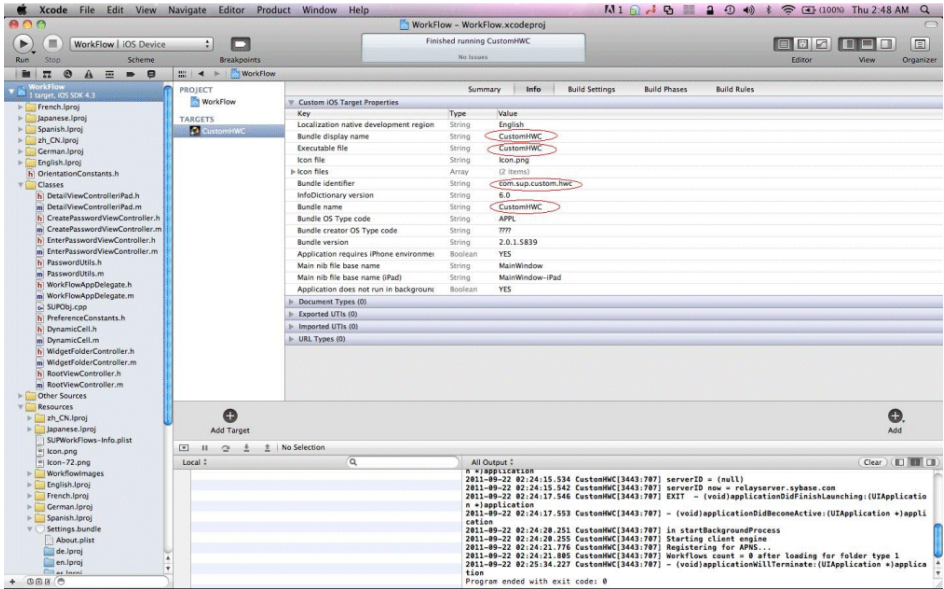 Xcode File Edit View Navigate Editor Product Window Help
1 (100%) Thu 2:48 AM
WorkFlow – WorkFlow.xcodeproj
WorkFlow | iOS Device
Finished running CustomHWC
No Issues
Run Stop Scheme Breakpoints Editor View Organizer
WorkFlow
WorkFlow
1 target, iOS SDK 4.3
French.lproj
Japanese.lproj
Spanish.lproj
zh_CN.lproj
German.lproj
English.lproj
OrientationConstants.h
Classes
DetailViewControlleriPad.h
DetailViewControlleriPad.m
CreatePasswordViewController.h
CreatePasswordViewController.m
EnterPasswordViewController.h
EnterPasswordViewController.m
PasswordUtils.h
PasswordUtils.m
WorkFlowAppDelegate.h
WorkFlowAppDelegate.m
SUPObj.cpp
PreferenceConstants.h
DynamicCell.h
DynamicCell.m
WidgetFolderController.h
WidgetFolderController.m
RootViewController.h
RootViewController.m
Other Sources
Resources
zh_CN.lproj
Japanese.lproj
SUPWorkFlows-Info.plist
Icon.png
Icon-72.png
WorkflowImages
English.lproj
French.lproj
German.lproj
Spanish.lproj
Settings.bundle
About.plist
de.lproj
en.lproj
es.lproj
PROJECT
WorkFlow
TARGETS
CustomHWC
Summary Info Build Settings Build Phases Build Rules
Custom iOS Target Properties
Key Type Value
Localization native development region String English
Bundle display name String CustomHWC
Executable file String CustomHWC
Icon file String Icon.png
Icon files Array (2 items)
Bundle identifier String com.sup.custom.hwc
InfoDictionary version String 6.0
Bundle name String CustomHWC
Bundle OS Type code String APPL
Bundle creator OS Type code String ????
Bundle version String 2.0.1.5839
Application requires iPhone environmen Boolean YES
Main nib file base name String MainWindow
Main nib file base name (iPad) String MainWindow-iPad
Application does not run in background Boolean YES
Document Types (0)
Exported UTIs (0)
Imported UTIs (0)
URL Types (0)
Add Target Add
No Selection
Local
All Output Clear
n *)application
2011-09-22 02:24:15.534 CustomHWC[3443:707] serverID = (null)
2011-09-22 02:24:15.542 CustomHWC[3443:707] serverID now = relayserver.sybase.com
2011-09-22 02:24:17.546 CustomHWC[3443:707] EXIT - (void)applicationDidFinishLaunching:(UIApplicatio
n *)application
2011-09-22 02:24:17.553 CustomHWC[3443:707] - (void)applicationDidBecomeActive:(UIApplication *)appli
cation
2011-09-22 02:24:20.251 CustomHWC[3443:707] in startBackgroundProcess
2011-09-22 02:24:20.255 CustomHWC[3443:707] Starting client engine
2011-09-22 02:24:21.776 CustomHWC[3443:707] Registering for APNS...
2011-09-22 02:24:21.805 CustomHWC[3443:707] Workflows count = 0 after loading for folder type 1
2011-09-22 02:25:34.227 CustomHWC[3443:707] - (void)applicationWillTerminate:(UIApplication *)applica
tion
Program ended with exit code: 0